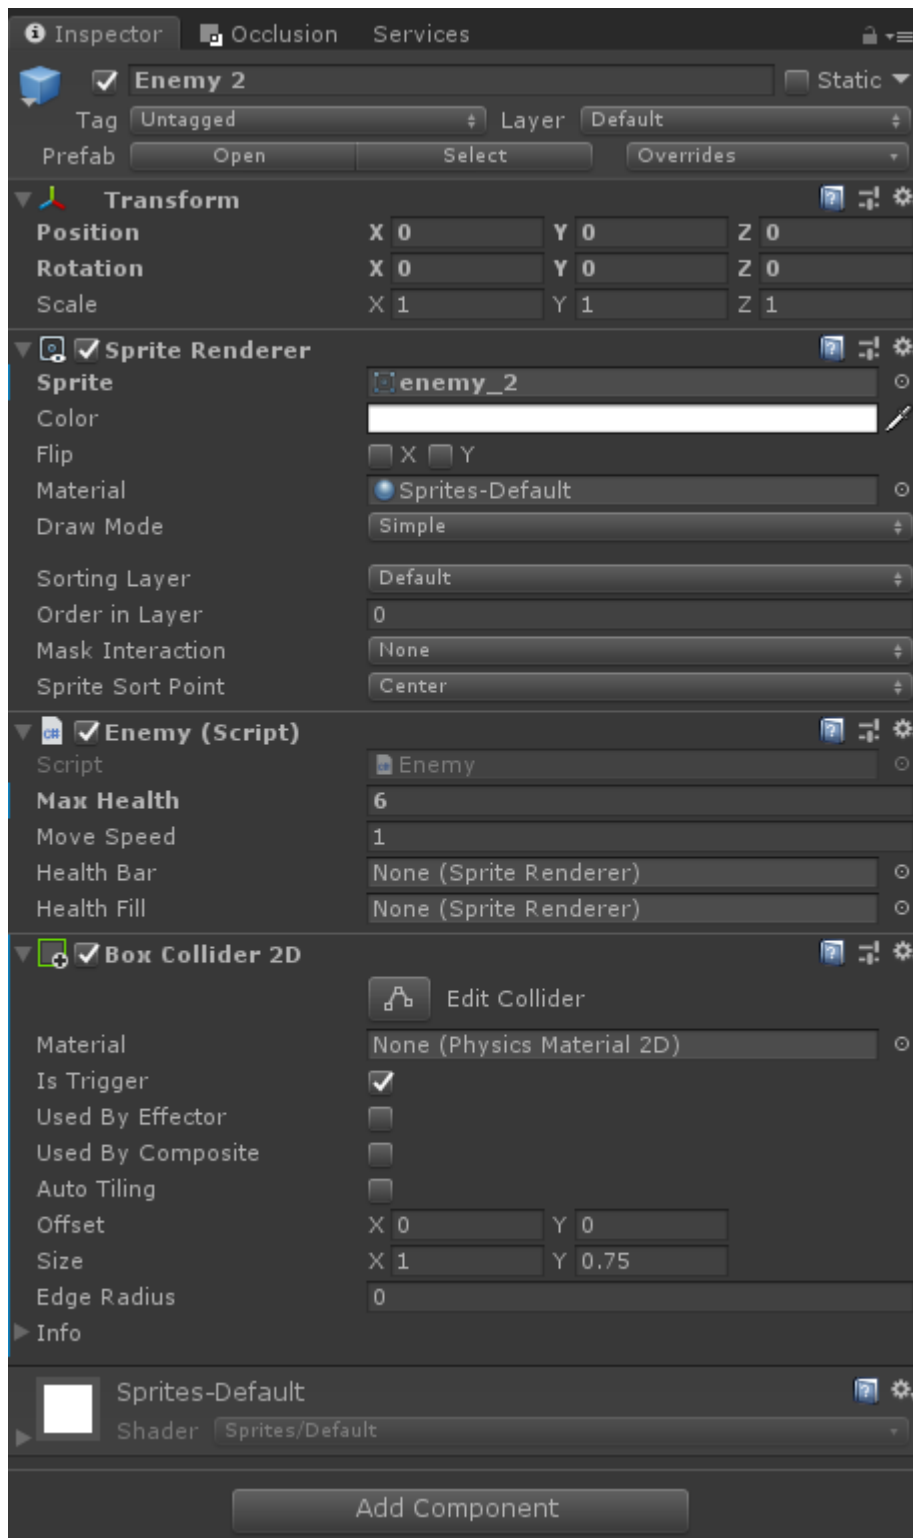 Inspector Occlusion Services
Enemy 2 Static
Tag Untagged Layer Default
Prefab Open Select Overrides
Transform
Position X 0 Y 0 Z 0
Rotation X 0 Y 0 Z 0
Scale X 1 Y 1 Z 1
Sprite Renderer
Sprite enemy_2
Color
Flip X Y
Material Sprites-Default
Draw Mode Simple
Sorting Layer Default
Order in Layer 0
Mask Interaction None
Sprite Sort Point Center
c# Enemy (Script)
Script Enemy
Max Health 6
Move Speed 1
Health Bar None (Sprite Renderer)
Health Fill None (Sprite Renderer)
Box Collider 2D
Edit Collider
Material None (Physics Material 2D)
Is Trigger
Used By Effector
Used By Composite
Auto Tiling
Offset X 0 Y 0
Size X 1 Y 0.75
Edge Radius 0
Info
Sprites-Default
Shader Sprites/Default
Add Component